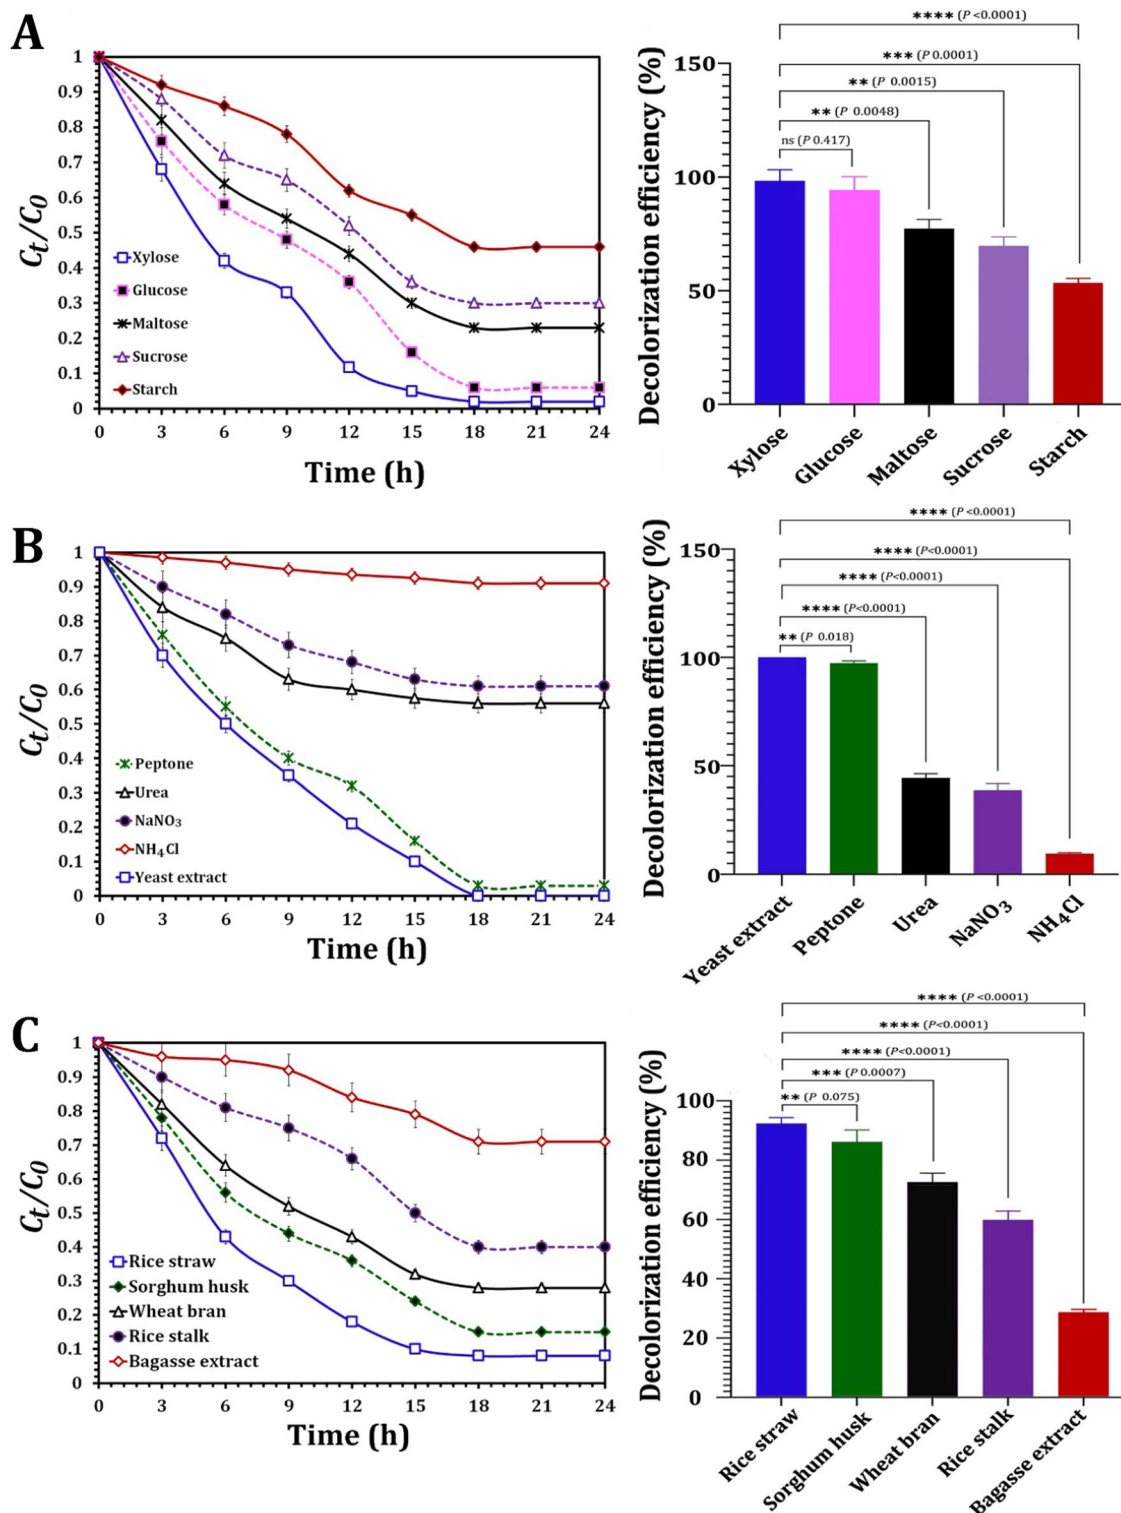 A
1
0.9
0.8
0.7
0.6
0.5
0.4
0.3
0.2
0.1
0
Ct/C0
Xylose
Glucose
Maltose
Sucrose
Starch
0 3 6 9 12 15 18 21 24
Time (h)
Decolorization efficiency (%)
150
100
50
0
**** (P <0.0001)
*** (P 0.0001)
** (P 0.0015)
** (P 0.0048)
ns (P 0.417)
Xylose
Glucose
Maltose
Sucrose
Starch
B
1
0.9
0.8
0.7
0.6
0.5
0.4
0.3
0.2
0.1
0
Ct/C0
Peptone
Urea
NaNO3
NH4Cl
Yeast extract
0 3 6 9 12 15 18 21 24
Time (h)
Decolorization efficiency (%)
150
100
50
0
**** (P <0.0001)
**** (P<0.0001)
**** (P<0.0001)
**** (P<0.0001)
** (P 0.018)
Yeast extract
Peptone
Urea
NaNO3
NH4Cl
C
1
0.9
0.8
0.7
0.6
0.5
0.4
0.3
0.2
0.1
0
Ct/C0
Rice straw
Sorghum husk
Wheat bran
Rice stalk
Bagasse extract
0 3 6 9 12 15 18 21 24
Time (h)
Decolorization efficiency (%)
100
80
60
40
20
0
**** (P <0.0001)
**** (P<0.0001)
**** (P<0.0001)
*** (P 0.0007)
** (P 0.075)
Rice straw
Sorghum husk
Wheat bran
Rice stalk
Bagasse extract